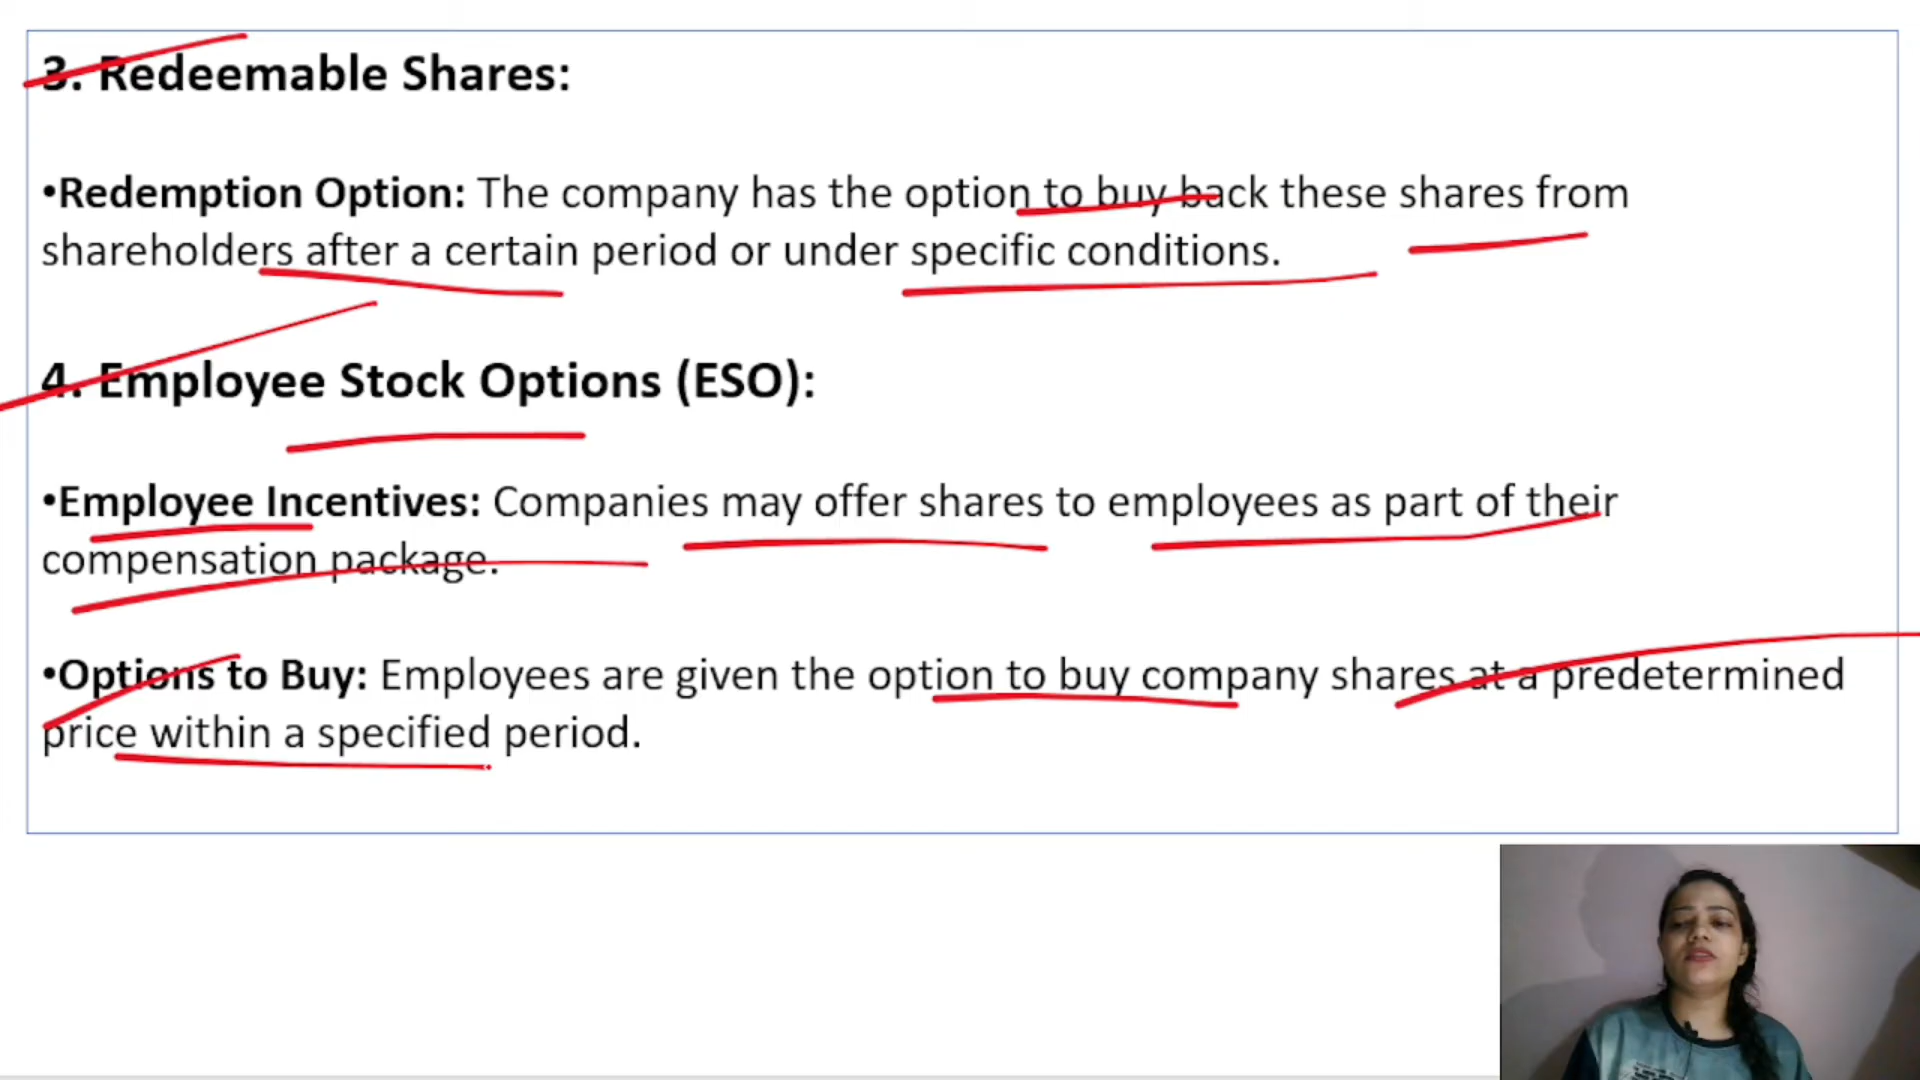 3. Redeemable Shares:
•Redemption Option: The company has the option to buy back these shares from
shareholders after a certain period or under specific conditions.
4. Employee Stock Options (ESO):
•Employee Incentives: Companies may offer shares to employees as part of their
compensation package.
•Options to Buy: Employees are given the option to buy company shares at a predetermined
price within a specified period.